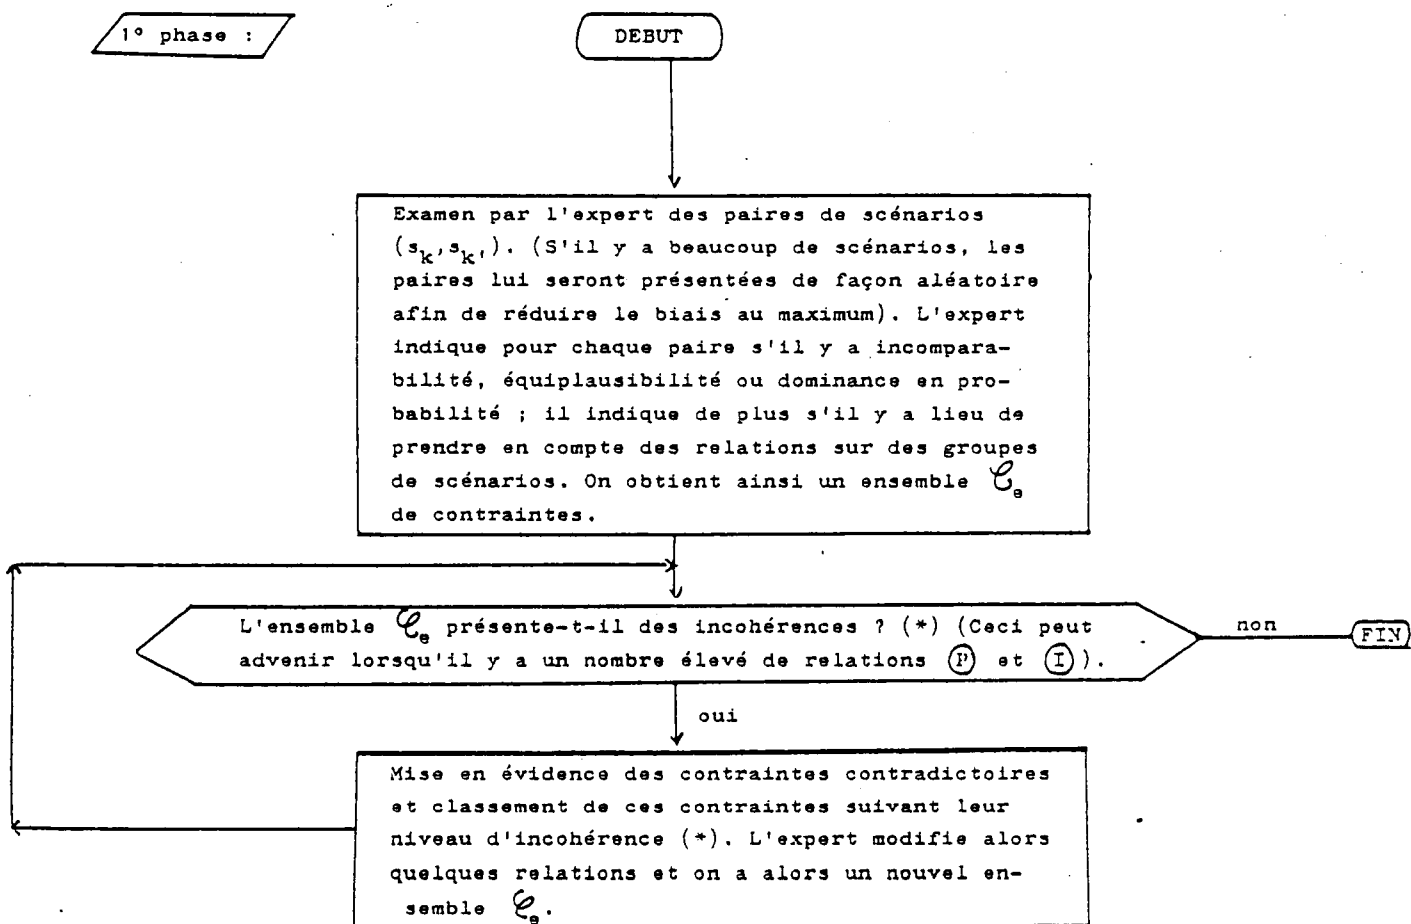 1° phase :
DEBUT
Examen par l'expert des paires de scénarios
(s_k,s_k'). (S'il y a beaucoup de scénarios, les
paires lui seront présentées de façon aléatoire
afin de réduire le biais au maximum). L'expert
indique pour chaque paire s'il y a incompara-
bilité, équiplausibilité ou dominance en pro-
babilité ; il indique de plus s'il y a lieu de
prendre en compte des relations sur des groupes
de scénarios. On obtient ainsi un ensemble 𝒞_e
de contraintes.
L'ensemble 𝒞_e présente-t-il des incohérences ? (*) (Ceci peut
advenir lorsqu'il y a un nombre élevé de relations Ⓟ et Ⓘ).
non
FIN
oui
Mise en évidence des contraintes contradictoires
et classement de ces contraintes suivant leur
niveau d'incohérence (*). L'expert modifie alors
quelques relations et on a alors un nouvel en-
semble 𝒞_e.